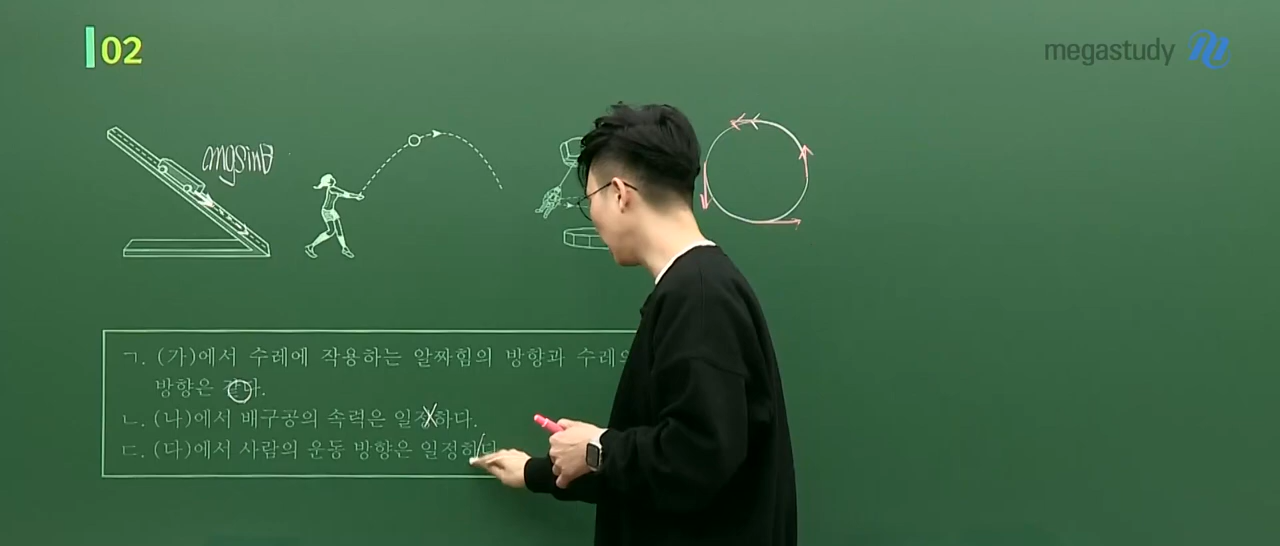 02
megastudy
mgsinθ
ㄱ. (가)에서 수레에 작용하는 알짜힘의 방향과 수레의
방향은 같다.
ㄴ. (나)에서 배구공의 속력은 일정하다.
ㄷ. (다)에서 사람의 운동 방향은 일정하다